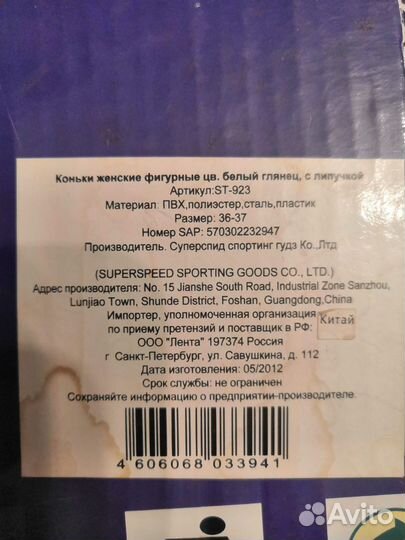 Коньки женские фигурные цв. белый глянец, с липучкой
Артикул:ST-923
Материал: ПВХ,полиэстер,сталь,пластик
Размер: 36-37
Номер SAP: 570302232947
Производитель: Суперспид спортинг гудз Ко.,Лтд
(SUPERSPEED SPORTING GOODS CO., LTD.)
Адрес производителя: No. 15 Jianshe South Road, Industrial Zone Sanzhou,
Lunjiao Town, Shunde District, Foshan, Guangdong,China
Импортер, уполномоченная организация
по приему претензий и поставщик в РФ:
Китай
ООО "Лента" 197374 Россия
г Санкт-Петербург, ул. Савушкина, д. 112
Дата изготовления: 05/2012
Срок службы: не ограничен
Сохраняйте информацию о предприятии-производителе.
4 606068 033941
Avito